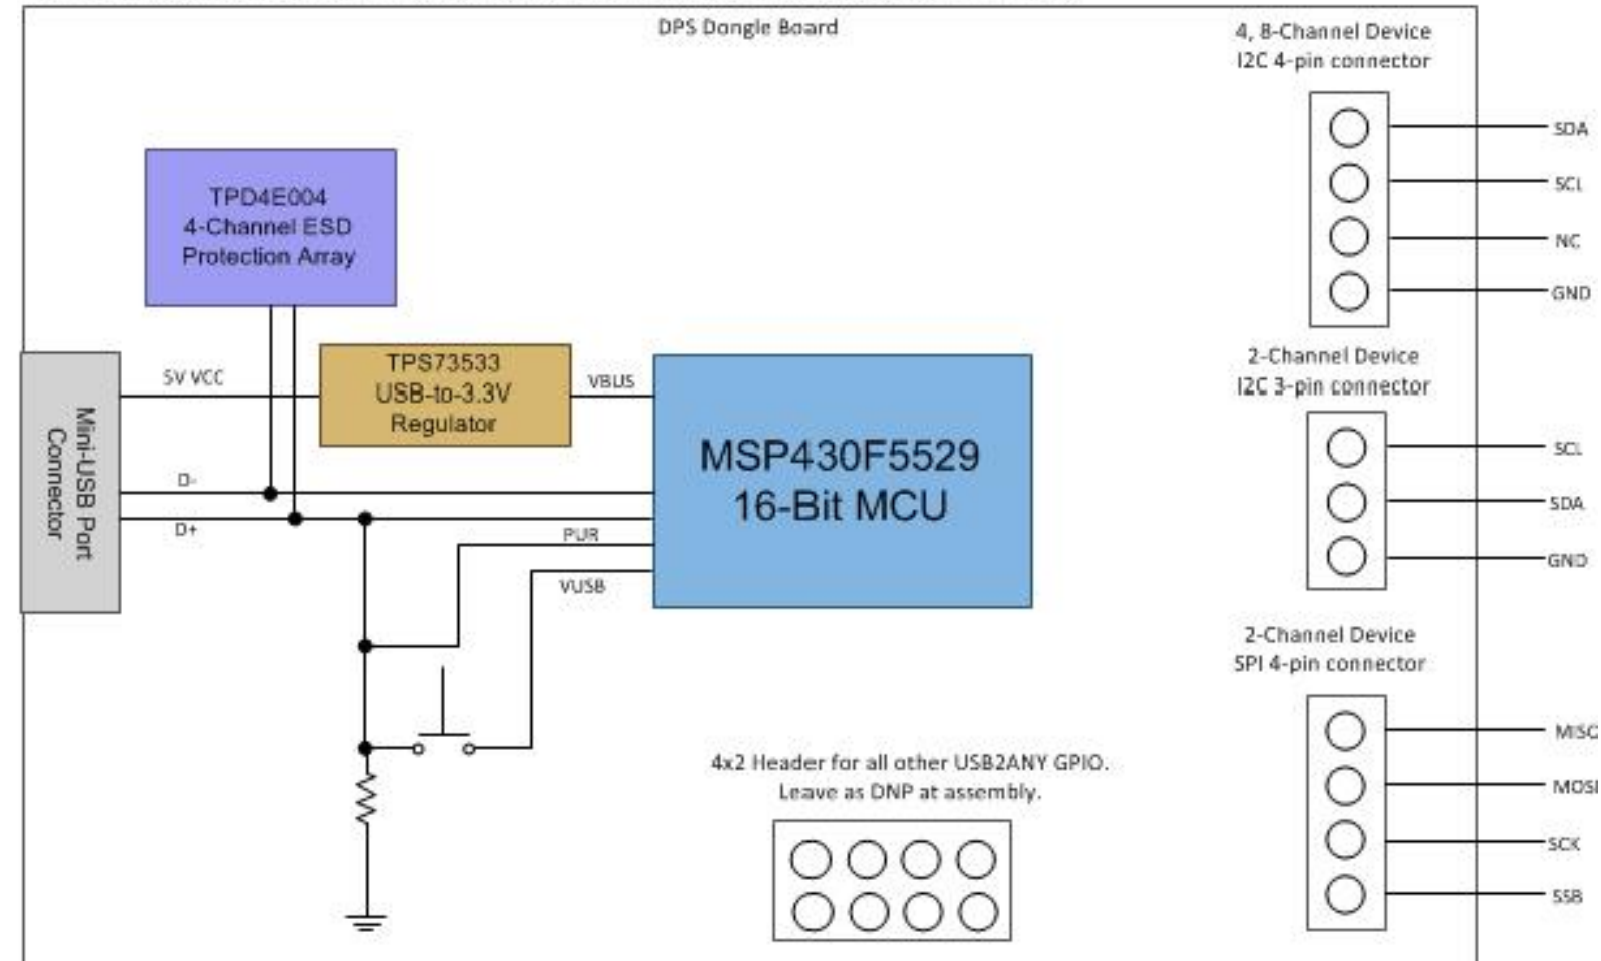 DPS Dongle Board
4, 8-Channel Device
I2C 4-pin connector
SDA
SCL
NC
GND
TPD4E004
4-Channel ESD
Protection Array
5V VCC
TPS73533
USB-to-3.3V
Regulator
VBUS
MSP430F5529
16-Bit MCU
Mini-USB Port
Connector
D-
D+
PUR
VUSB
2-Channel Device
I2C 3-pin connector
SCL
SDA
GND
2-Channel Device
SPI 4-pin connector
MISO
MOSI
SCK
SSB
4x2 Header for all other USB2ANY GPIO.
Leave as DNP at assembly.